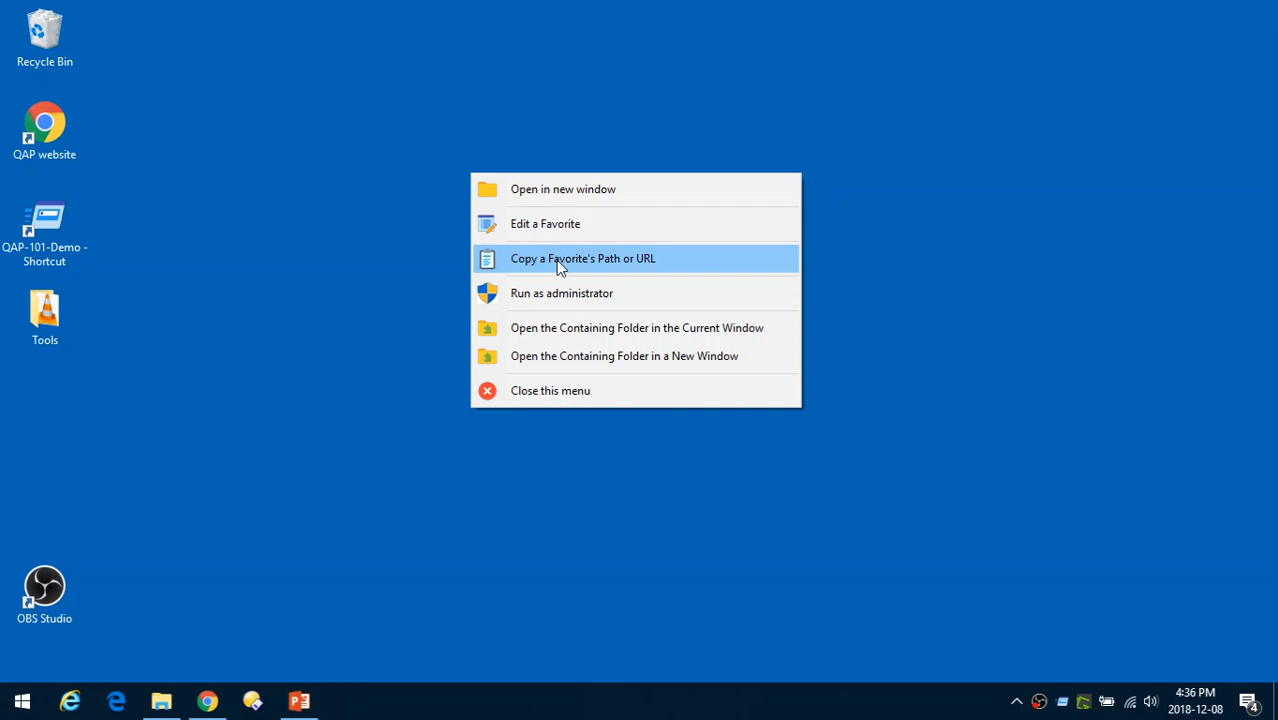 Recycle Bin
QAP website
QAP-101-Demo -
Shortcut
Tools
OBS Studio
Open in new window
Edit a Favorite
Copy a Favorite's Path or URL
Run as administrator
Open the Containing Folder in the Current Window
Open the Containing Folder in a New Window
Close this menu
4:36 PM
2018-12-08
4